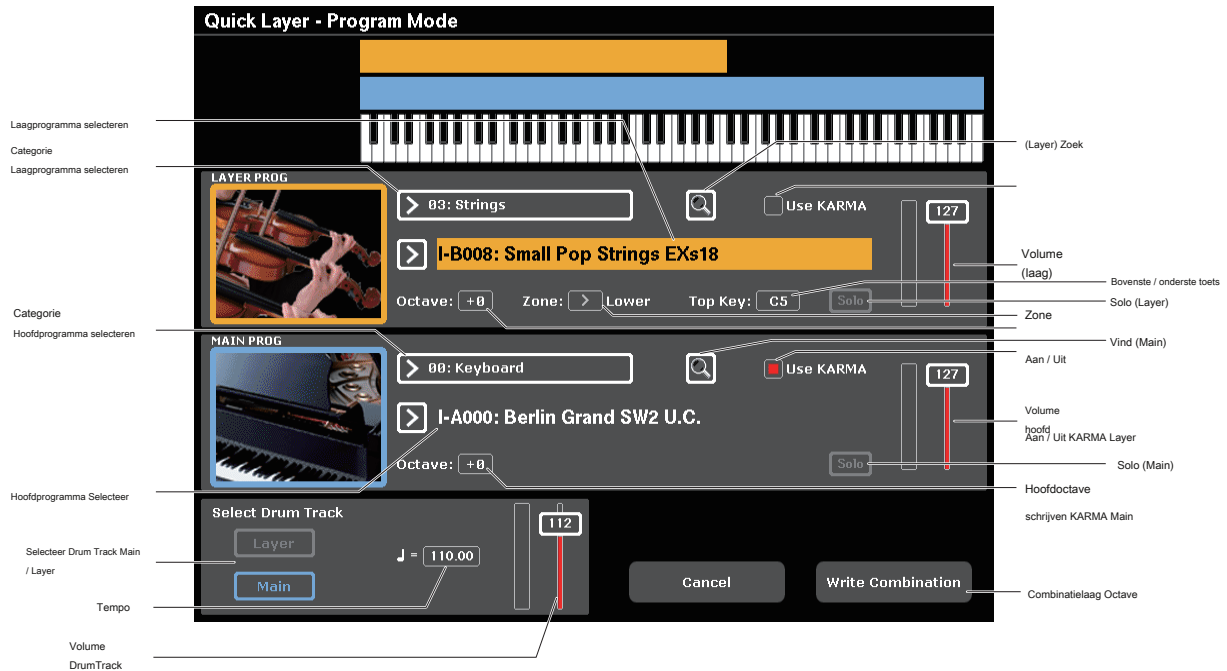 Quick Layer - Program Mode
Laagprogramma selecteren
Categorie
Laagprogramma selecteren
(Layer) Zoek
LAYER PROG
03: Strings
Use KARMA
127
I-B008: Small Pop Strings EXs18
Volume
(laag)
Bovenste / onderste toets
Octave: +0 Zone: > Lower Top Key: C5 Solo
Solo (Layer)
Zone
Categorie
Hoofdprogramma selecteren
MAIN PROG
Vind (Main)
Aan / Uit
00: Keyboard
Use KARMA
127
I-A000: Berlin Grand SW2 U.C.
Volume
hoofd
Aan / Uit KARMA Layer
Octave: +0
Solo
Solo (Main)
Hoofdoctave
Hoofdprogramma Selecteer
schrijven KARMA Main
Select Drum Track
112
Layer
Selecteer Drum Track Main
/ Layer
♩ = 110.00
Main
Cancel
Write Combination
Combinatielaag Octave
Tempo
Volume
DrumTrack